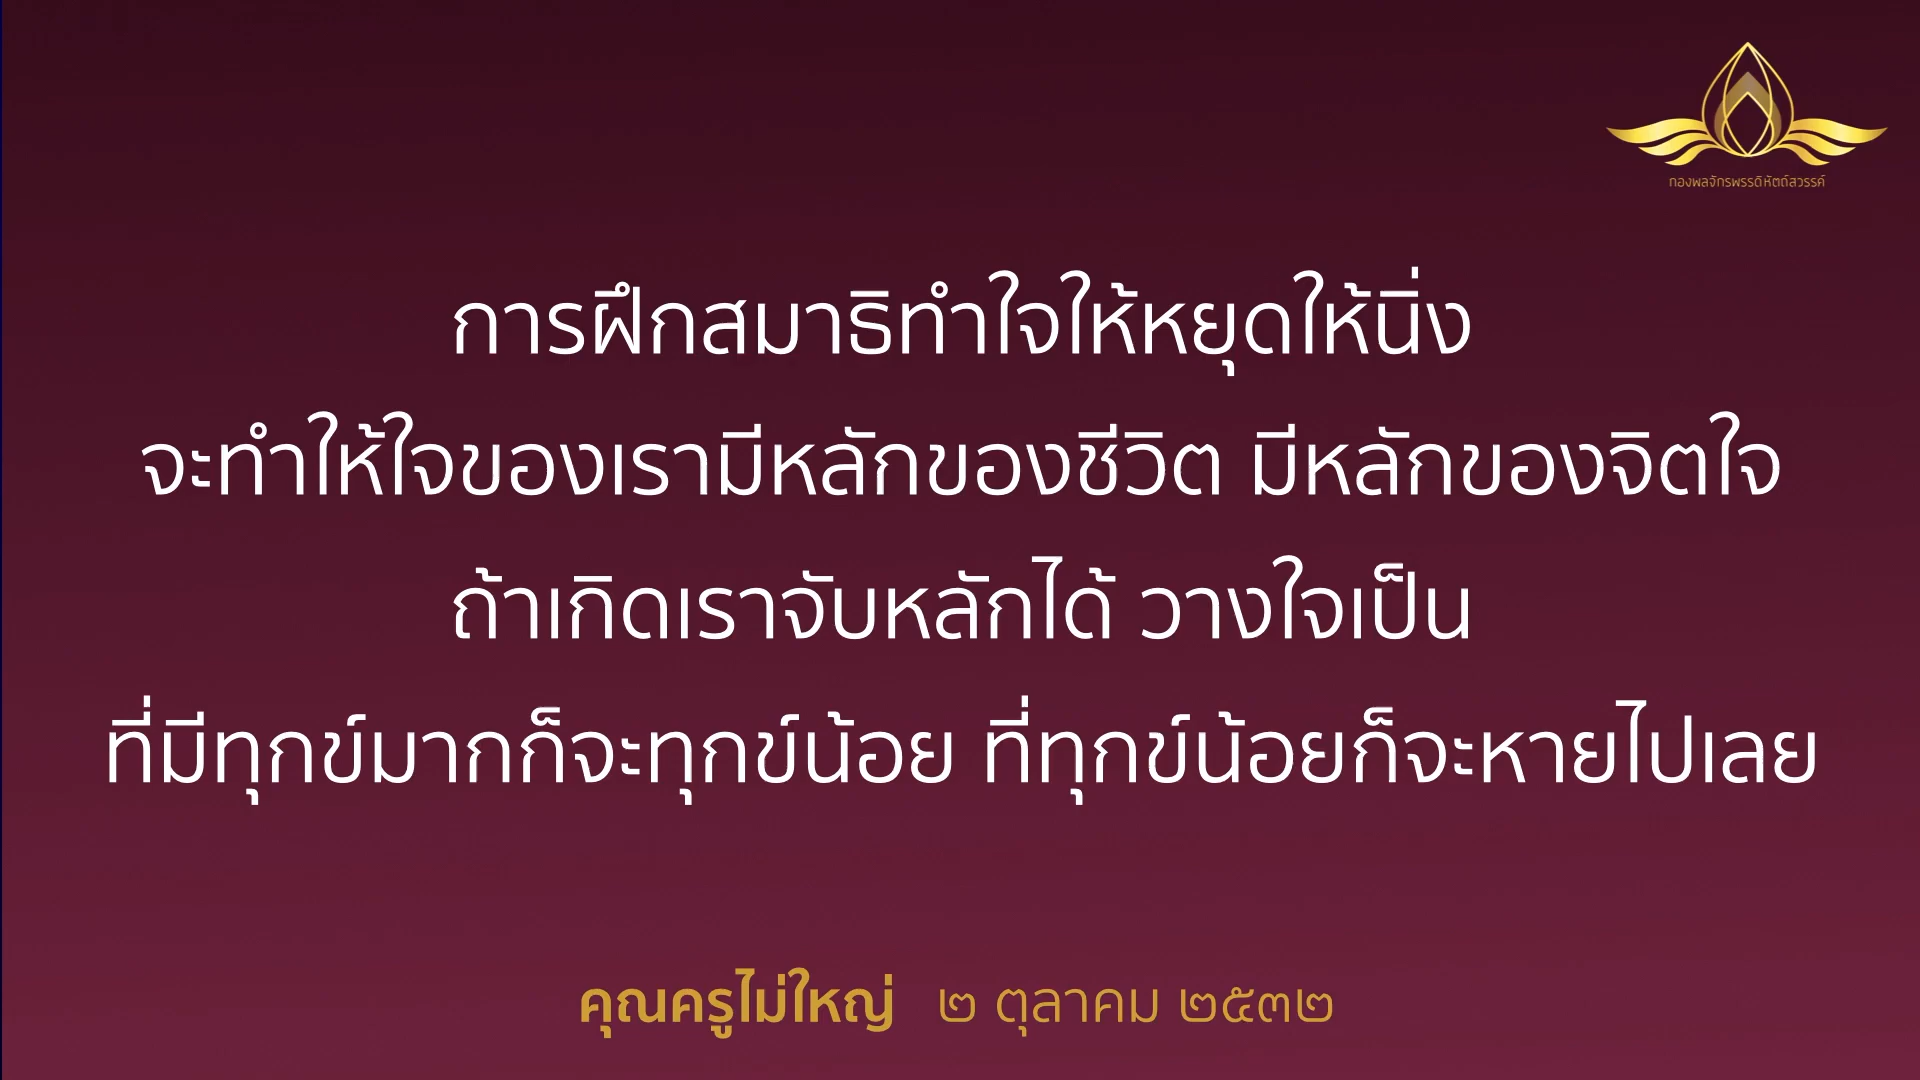 กองพลจักรพรรดิหัตถ์สวรรค์
การฝึกสมาธิทำใจให้หยุดให้นิ่ง
จะทำให้ใจของเรามีหลักของชีวิต มีหลักของจิตใจ
ถ้าเกิดเราจับหลักได้ วางใจเป็น
ที่มีทุกข์มากก็จะทุกข์น้อย ที่ทุกข์น้อยก็จะหายไปเลย
คุณครูไม่ใหญ่ ๒ ตุลาคม ๒๕๓๒